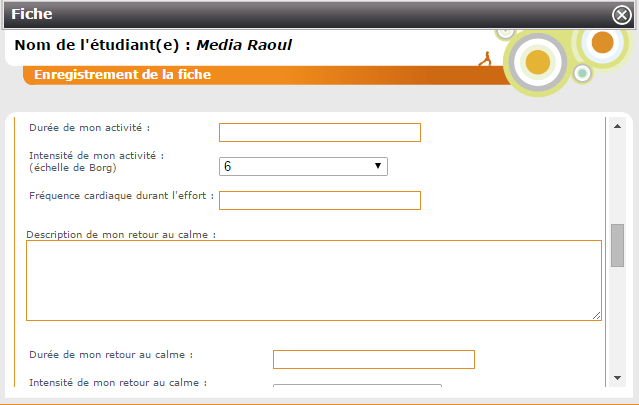 Fiche
Nom de l'étudiant(e) : Media Raoul
Enregistrement de la fiche
Durée de mon activité :
Intensité de mon activité :
(échelle de Borg)
6
Fréquence cardiaque durant l'effort :
Description de mon retour au calme :
Durée de mon retour au calme :
Intensité de mon retour au calme :